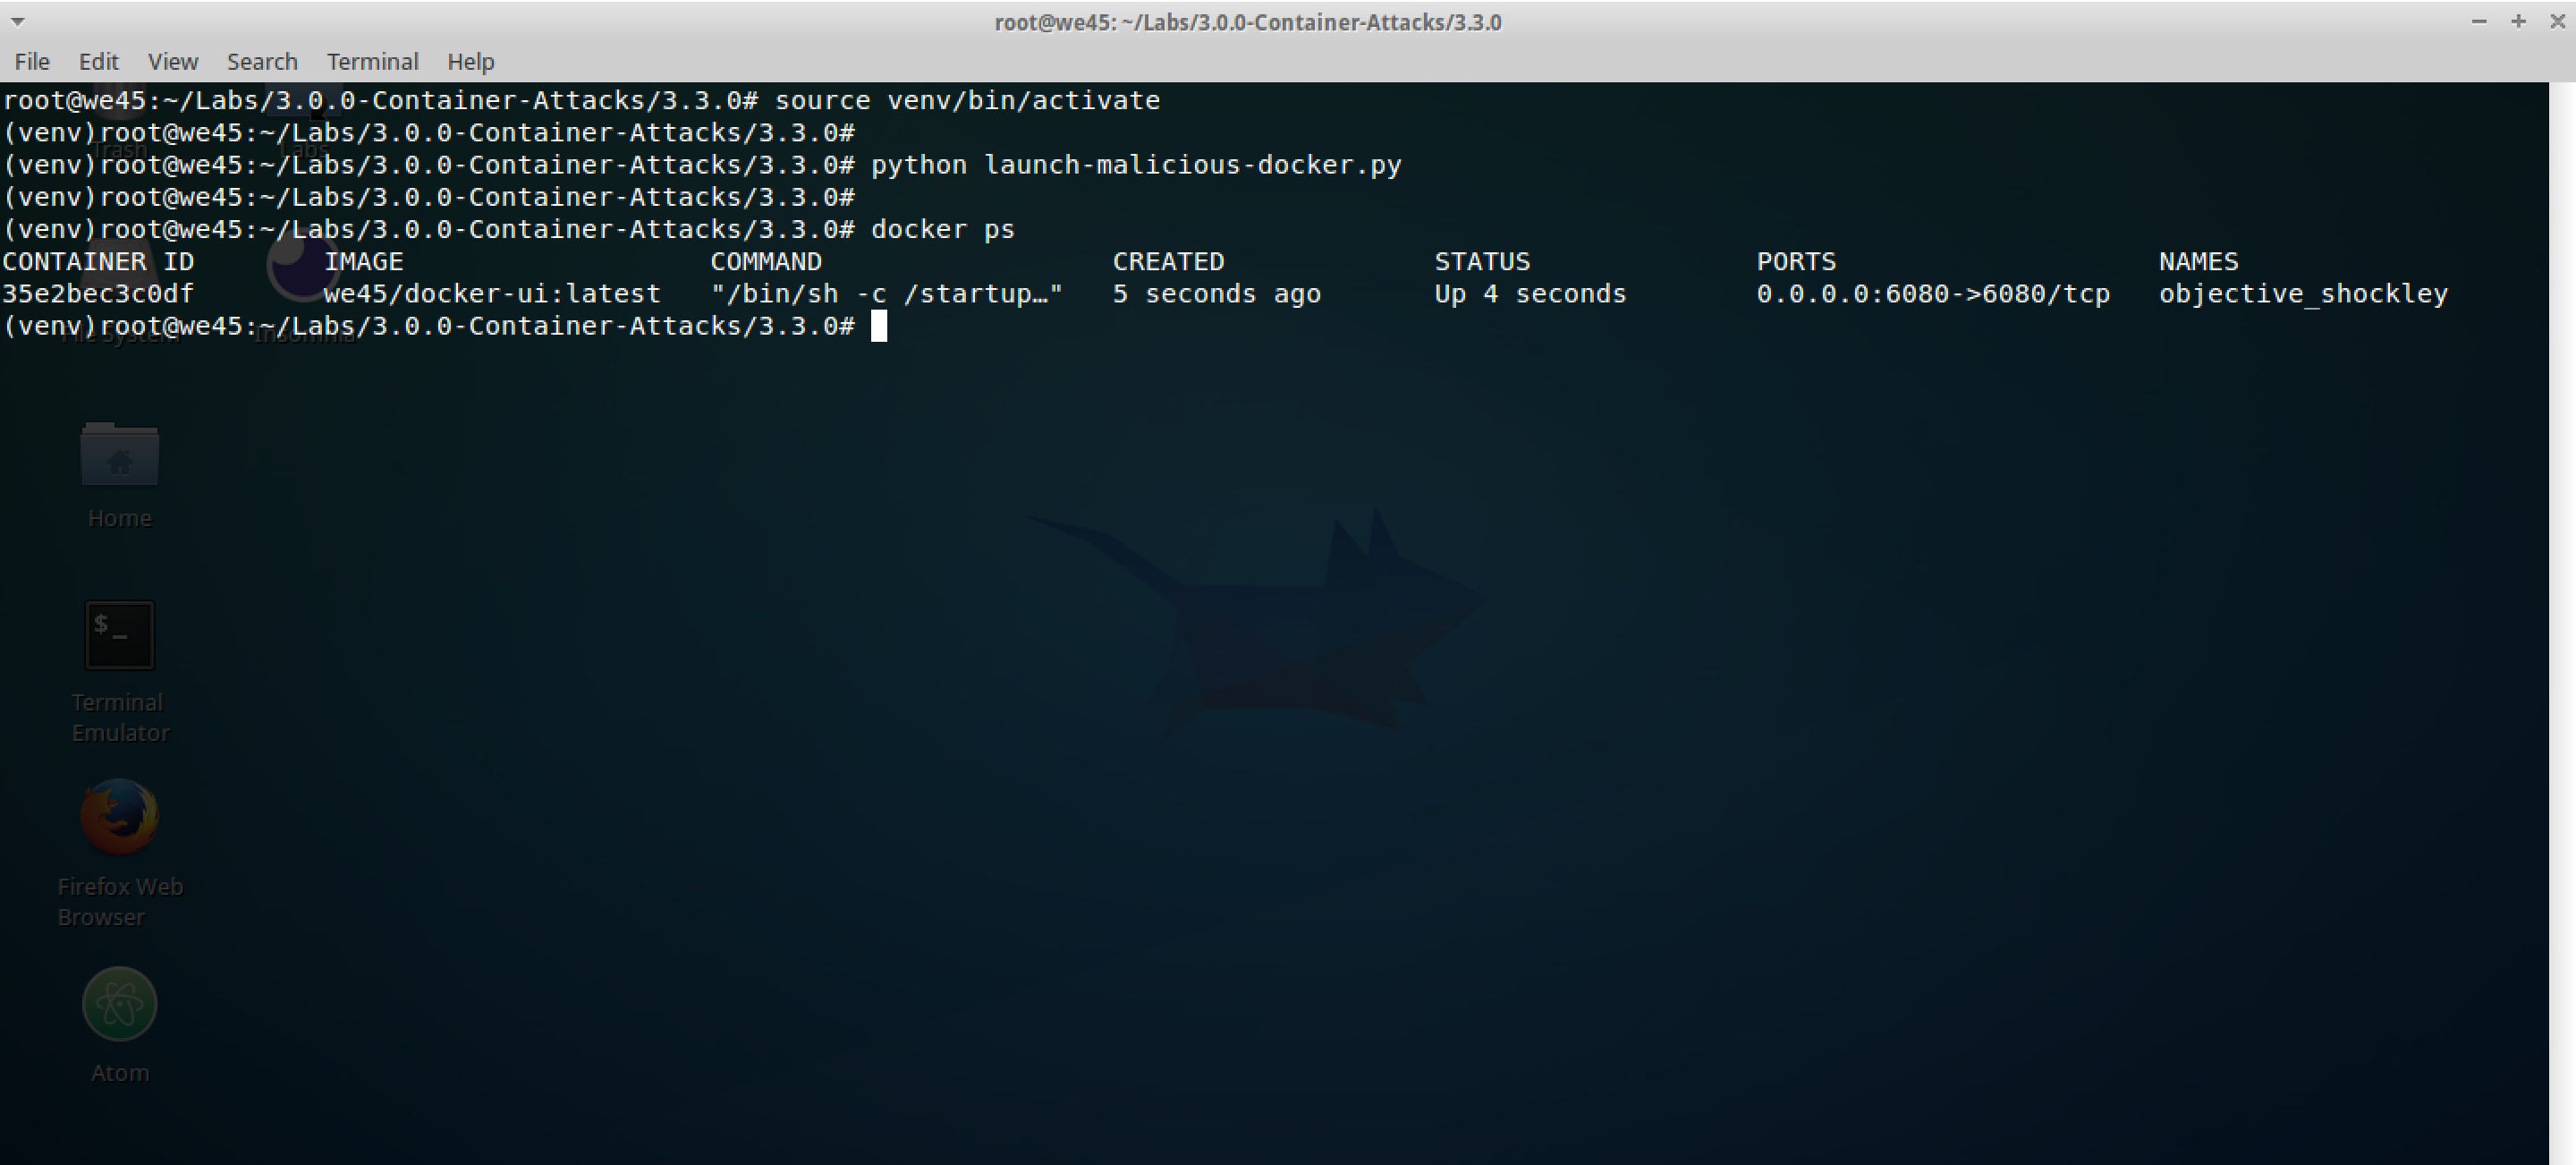 root@we45: ~/Labs/3.0.0-Container-Attacks/3.3.0
File Edit View Search Terminal Help
root@we45:~/Labs/3.0.0-Container-Attacks/3.3.0# source venv/bin/activate
(venv)root@we45:~/Labs/3.0.0-Container-Attacks/3.3.0#
(venv)root@we45:~/Labs/3.0.0-Container-Attacks/3.3.0# python launch-malicious-docker.py
(venv)root@we45:~/Labs/3.0.0-Container-Attacks/3.3.0#
(venv)root@we45:~/Labs/3.0.0-Container-Attacks/3.3.0# docker ps
CONTAINER ID IMAGE COMMAND CREATED STATUS PORTS NAMES
35e2bec3c0df we45/docker-ui:latest "/bin/sh -c /startup…" 5 seconds ago Up 4 seconds 0.0.0.0:6080->6080/tcp objective_shockley
(venv)root@we45:~/Labs/3.0.0-Container-Attacks/3.3.0#
Trash
Labs
File System
Insomnia
Home
$_
Terminal
Emulator
Firefox Web
Browser
Atom